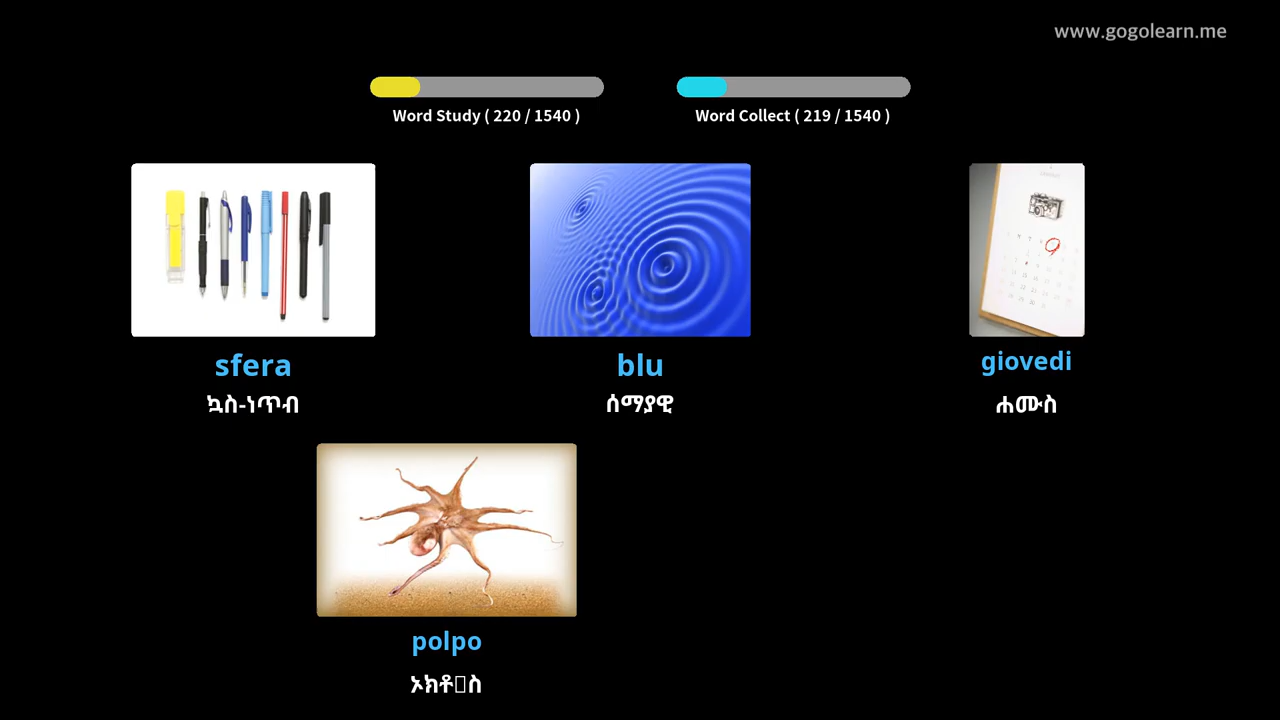 www.gogolearn.me
Word Study ( 220 / 1540 )
Word Collect ( 219 / 1540 )
sfera
blu
giovedi
ኳስ-ነጥብ
ሰማያዊ
ሐሙስ
polpo